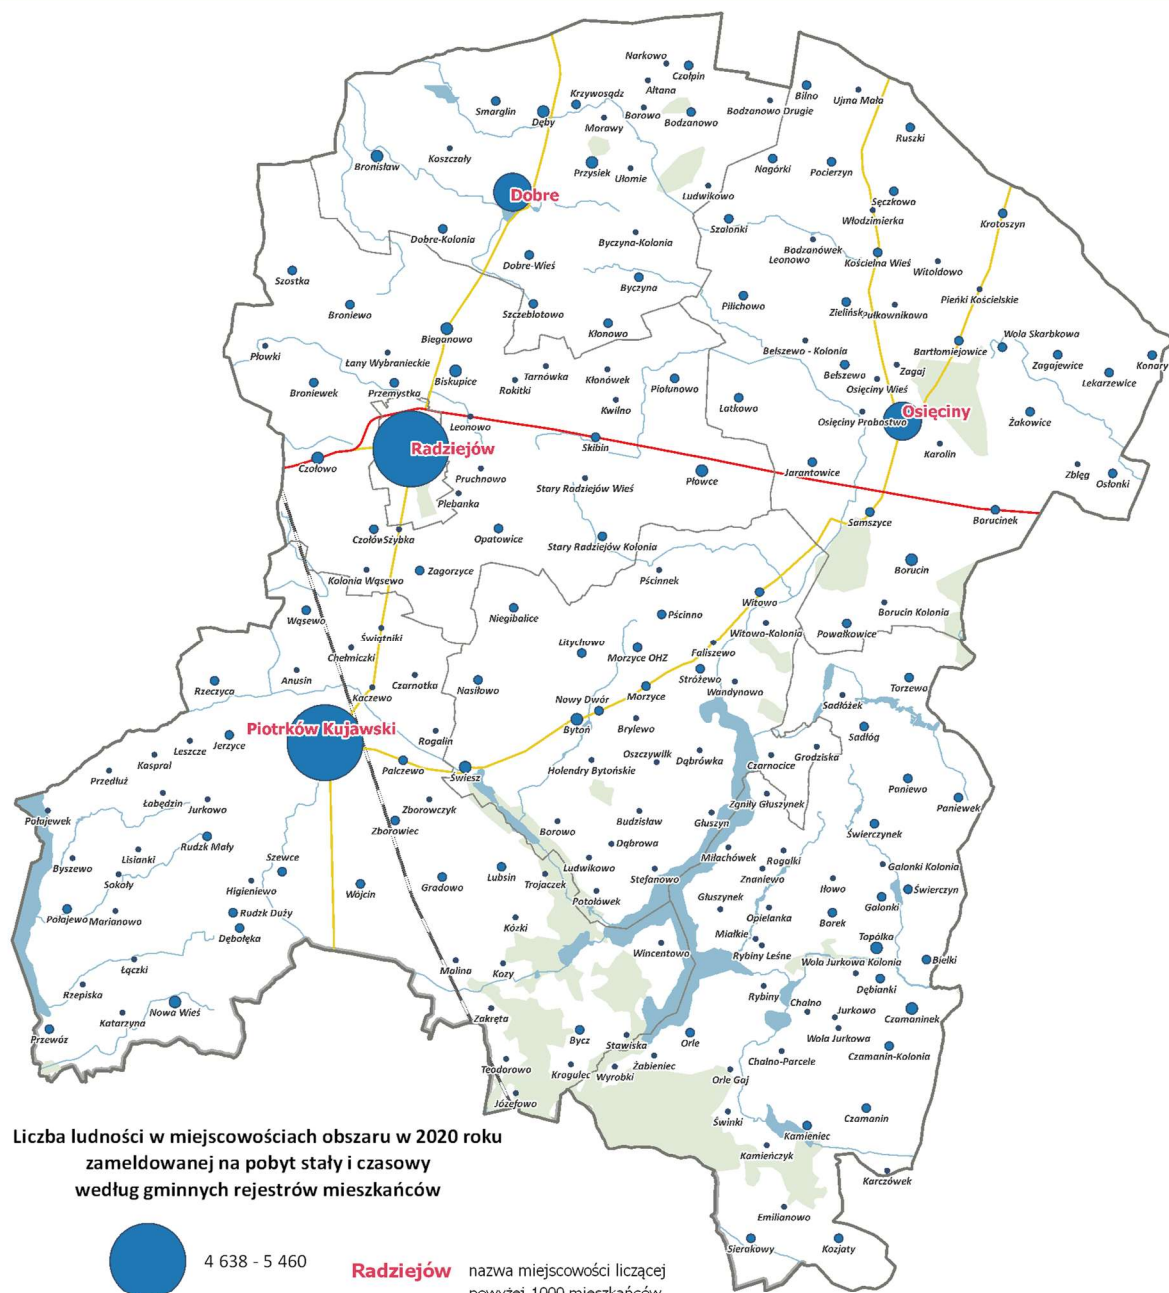 Narkowo
Czołpin
Altana
Krzywosądz
Smarglin
Borowo
Bodzanowo Drugie
Bilno
Ujma Mała
Dęby
Morawy
Bodzanowo
Ruszki
Koszczały
Bronisław
Przysiek
Ułomie
Nagórki
Pocierzyn
Dobre
Ludwikowo
Sęczkowo
Włodzimierka
Krotoszyn
Szalonki
Dobre-Kolonia
Byczyna-Kolonia
Bodzanówek
Leonowo
Dobre-Wieś
Kościelna Wieś
Witoldowo
Szostka
Byczyna
Pilichowo
Pieńki Kościelskie
Broniewo
Szczeblotowo
Zielińsk
Pułkownikowo
Kłonowo
Bieganowo
Wola Skarbkowa
Płowki
Łany Wybranieckie
Bełszewo - Kolonia
Bartłomiejowice
Zagajewice
Konary
Biskupice
Tarnówka
Kłonówek
Piołunowo
Bełszewo
Zagaj
Lekarzewice
Broniewek
Przemystka
Rokitki
Osięciny Wieś
Kwilno
Latkowo
Osięciny
Żakowice
Leonowo
Osięciny Probostwo
Radziejów
Skibin
Karolin
Czołowo
Pruchnowo
Stary Radziejów Wieś
Płowce
Jarantowice
Zbląg
Osłonki
Plebanka
Samszyce
Borucinek
Szybka
Opatowice
Stary Radziejów Kolonia
Kolonia Wąsewo
Zagorzyce
Pścinnek
Borucin
Wąsewo
Niegibalice
Pścinno
Witowo
Borucin Kolonia
Świątniki
Witowo-Kolonia
Powałkowice
Chełmiczki
Morzyce OHZ
Faliszewo
Anusin
Stróżewo
Rzeczyca
Kaczewo
Czarnotka
Nasiłowo
Nowy Dwór
Morzyce
Wandynowo
Torzewo
Sadłóżek
Piotrków Kujawski
Rogalin
Bytoń
Brylewo
Sadłóg
Jerzyce
Leszcze
Kaspral
Oszczywilk
Dąbrówka
Grodziska
Przedłuż
Palczewo
Świesz
Holendry Bytońskie
Czarnocice
Paniewo
Łabędzin
Jurkowo
Zborowczyk
Zgniły Głuszynek
Paniewek
Połajewek
Zborowiec
Borowo
Budzisław
Głuszyn
Świerczynek
Lisianki
Rudzk Mały
Dąbrowa
Miłachówek
Rogalki
Byszewo
Szewce
Ludwikowo
Galonki Kolonia
Sokoły
Higieniewo
Wójcin
Gradowo
Lubsin
Trojaczek
Stefanowo
Znaniewo
Iłowo
Świerczyn
Potołówek
Głuszynek
Galonki
Połajewo
Marianowo
Rudzk Duży
Opielanka
Borek
Dębołęka
Kózki
Miałkie
Topólka
Wincentowo
Rybiny Leśne
Wola Jurkowa Kolonia
Bielki
Łączki
Malina
Kozy
Dębianki
Rzepiska
Rybiny
Chalno
Nowa Wieś
Zakręta
Jurkowo
Czamaninek
Katarzyna
Wola Jurkowa
Przewóz
Bycz
Stawiska
Orle
Czamanin-Kolonia
Chalno-Parcele
Teodorowo
Krogulec
Wyrobki
Żabieniec
Orle Gaj
Józefowo
Świnki
Czamanin
Kamieniec
Kamieńczyk
Karczówek
Emilianowo
Sierakowy
Kozjaty
Liczba ludności w miejscowościach obszaru w 2020 roku
zameldowanej na pobyt stały i czasowy
według gminnych rejestrów mieszkańców
4 638 - 5 460
Radziejów
nazwa miejscowości liczącej
powyżej 1000 mieszkańców